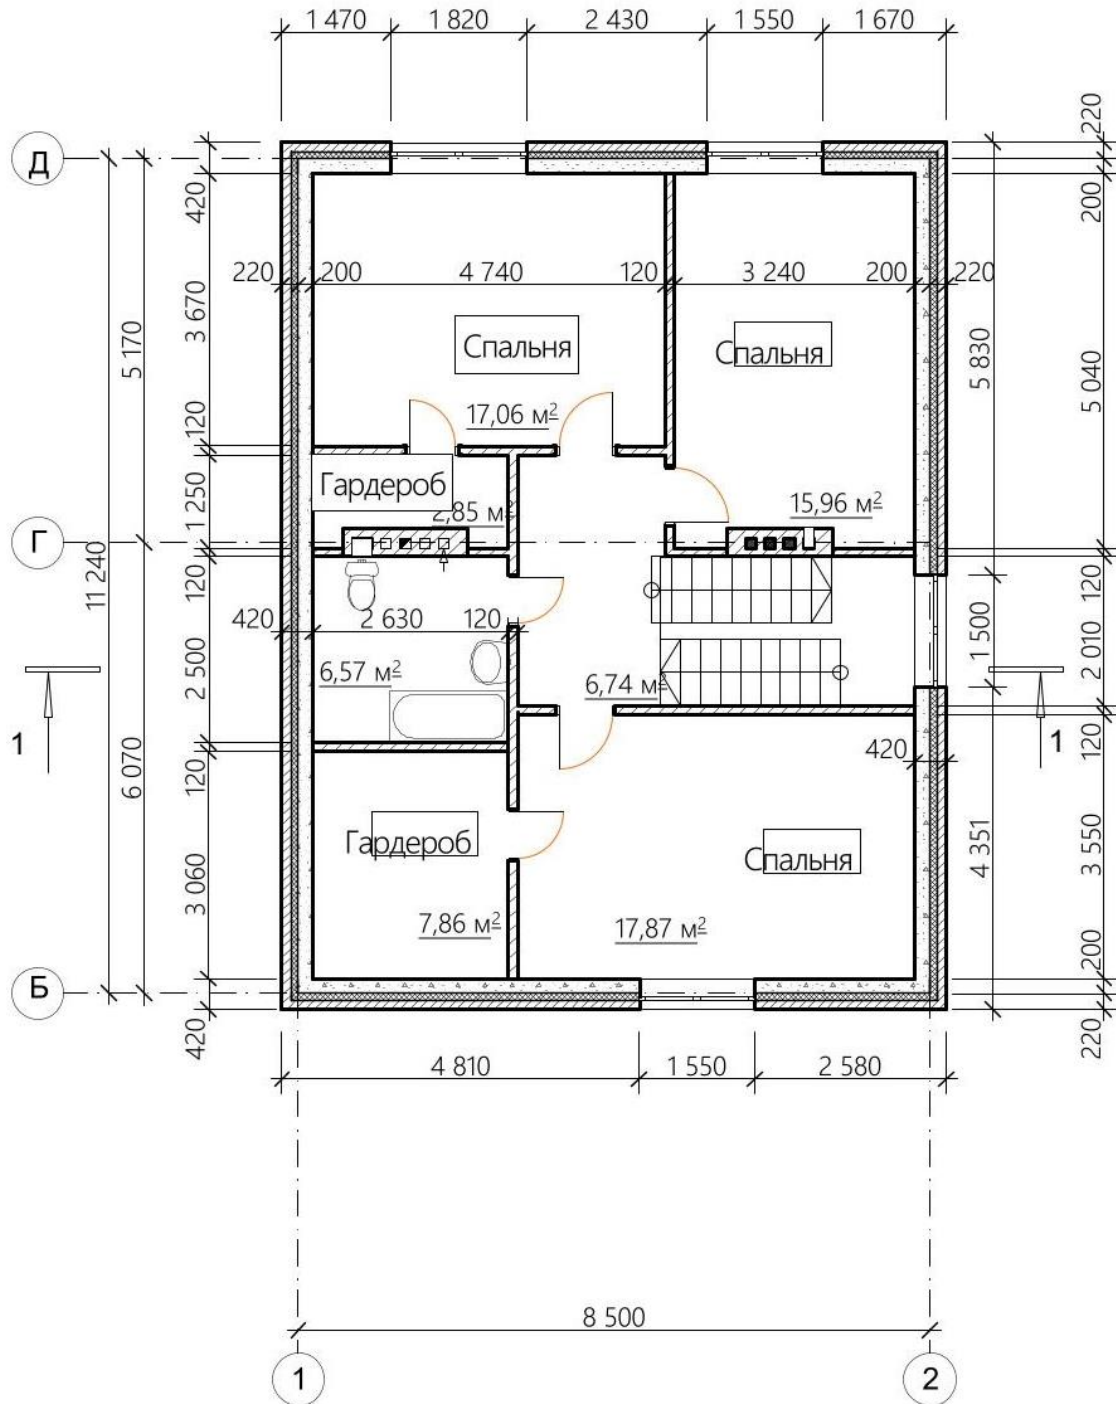 1 470 1 820 2 430 1 550 1 670
220
Д
420
200
220 200 4 740 120 3 240 200 220
3 670
5 170
5 830
5 040
Спальня
Спальня
17,06 м²
120
Гардероб
2,85 м²
15,96 м²
1 250
Г
11 240
120
120
420 2 630 120
1 500
2 010
2 500
6,57 м²
6,74 м²
1
1
420
120
120
6 070
Гардероб
Спальня
4 351
3 550
3 060
7,86 м²
17,87 м²
200
Б
420
220
4 810 1 550 2 580
8 500
1 2